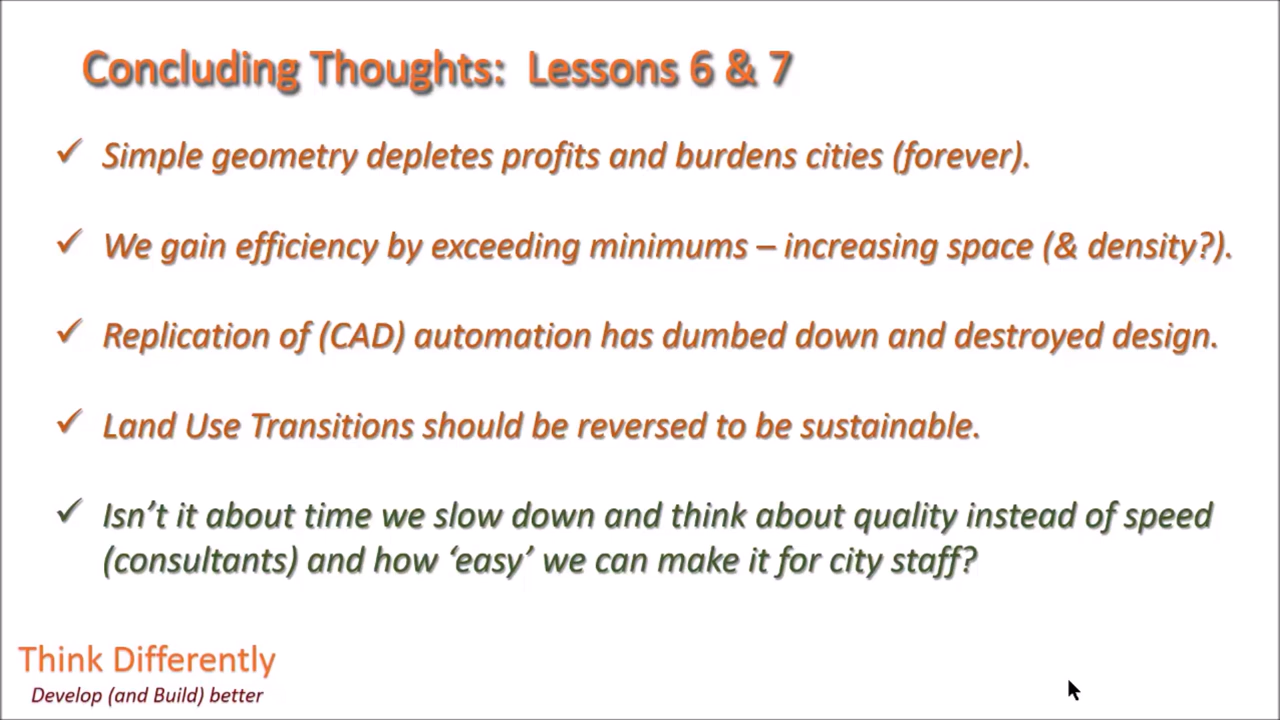 Concluding Thoughts: Lessons 6 & 7
✓ Simple geometry depletes profits and burdens cities (forever).
✓ We gain efficiency by exceeding minimums – increasing space (& density?).
✓ Replication of (CAD) automation has dumbed down and destroyed design.
✓ Land Use Transitions should be reversed to be sustainable.
✓ Isn’t it about time we slow down and think about quality instead of speed
(consultants) and how ‘easy’ we can make it for city staff?
Think Differently
Develop (and Build) better